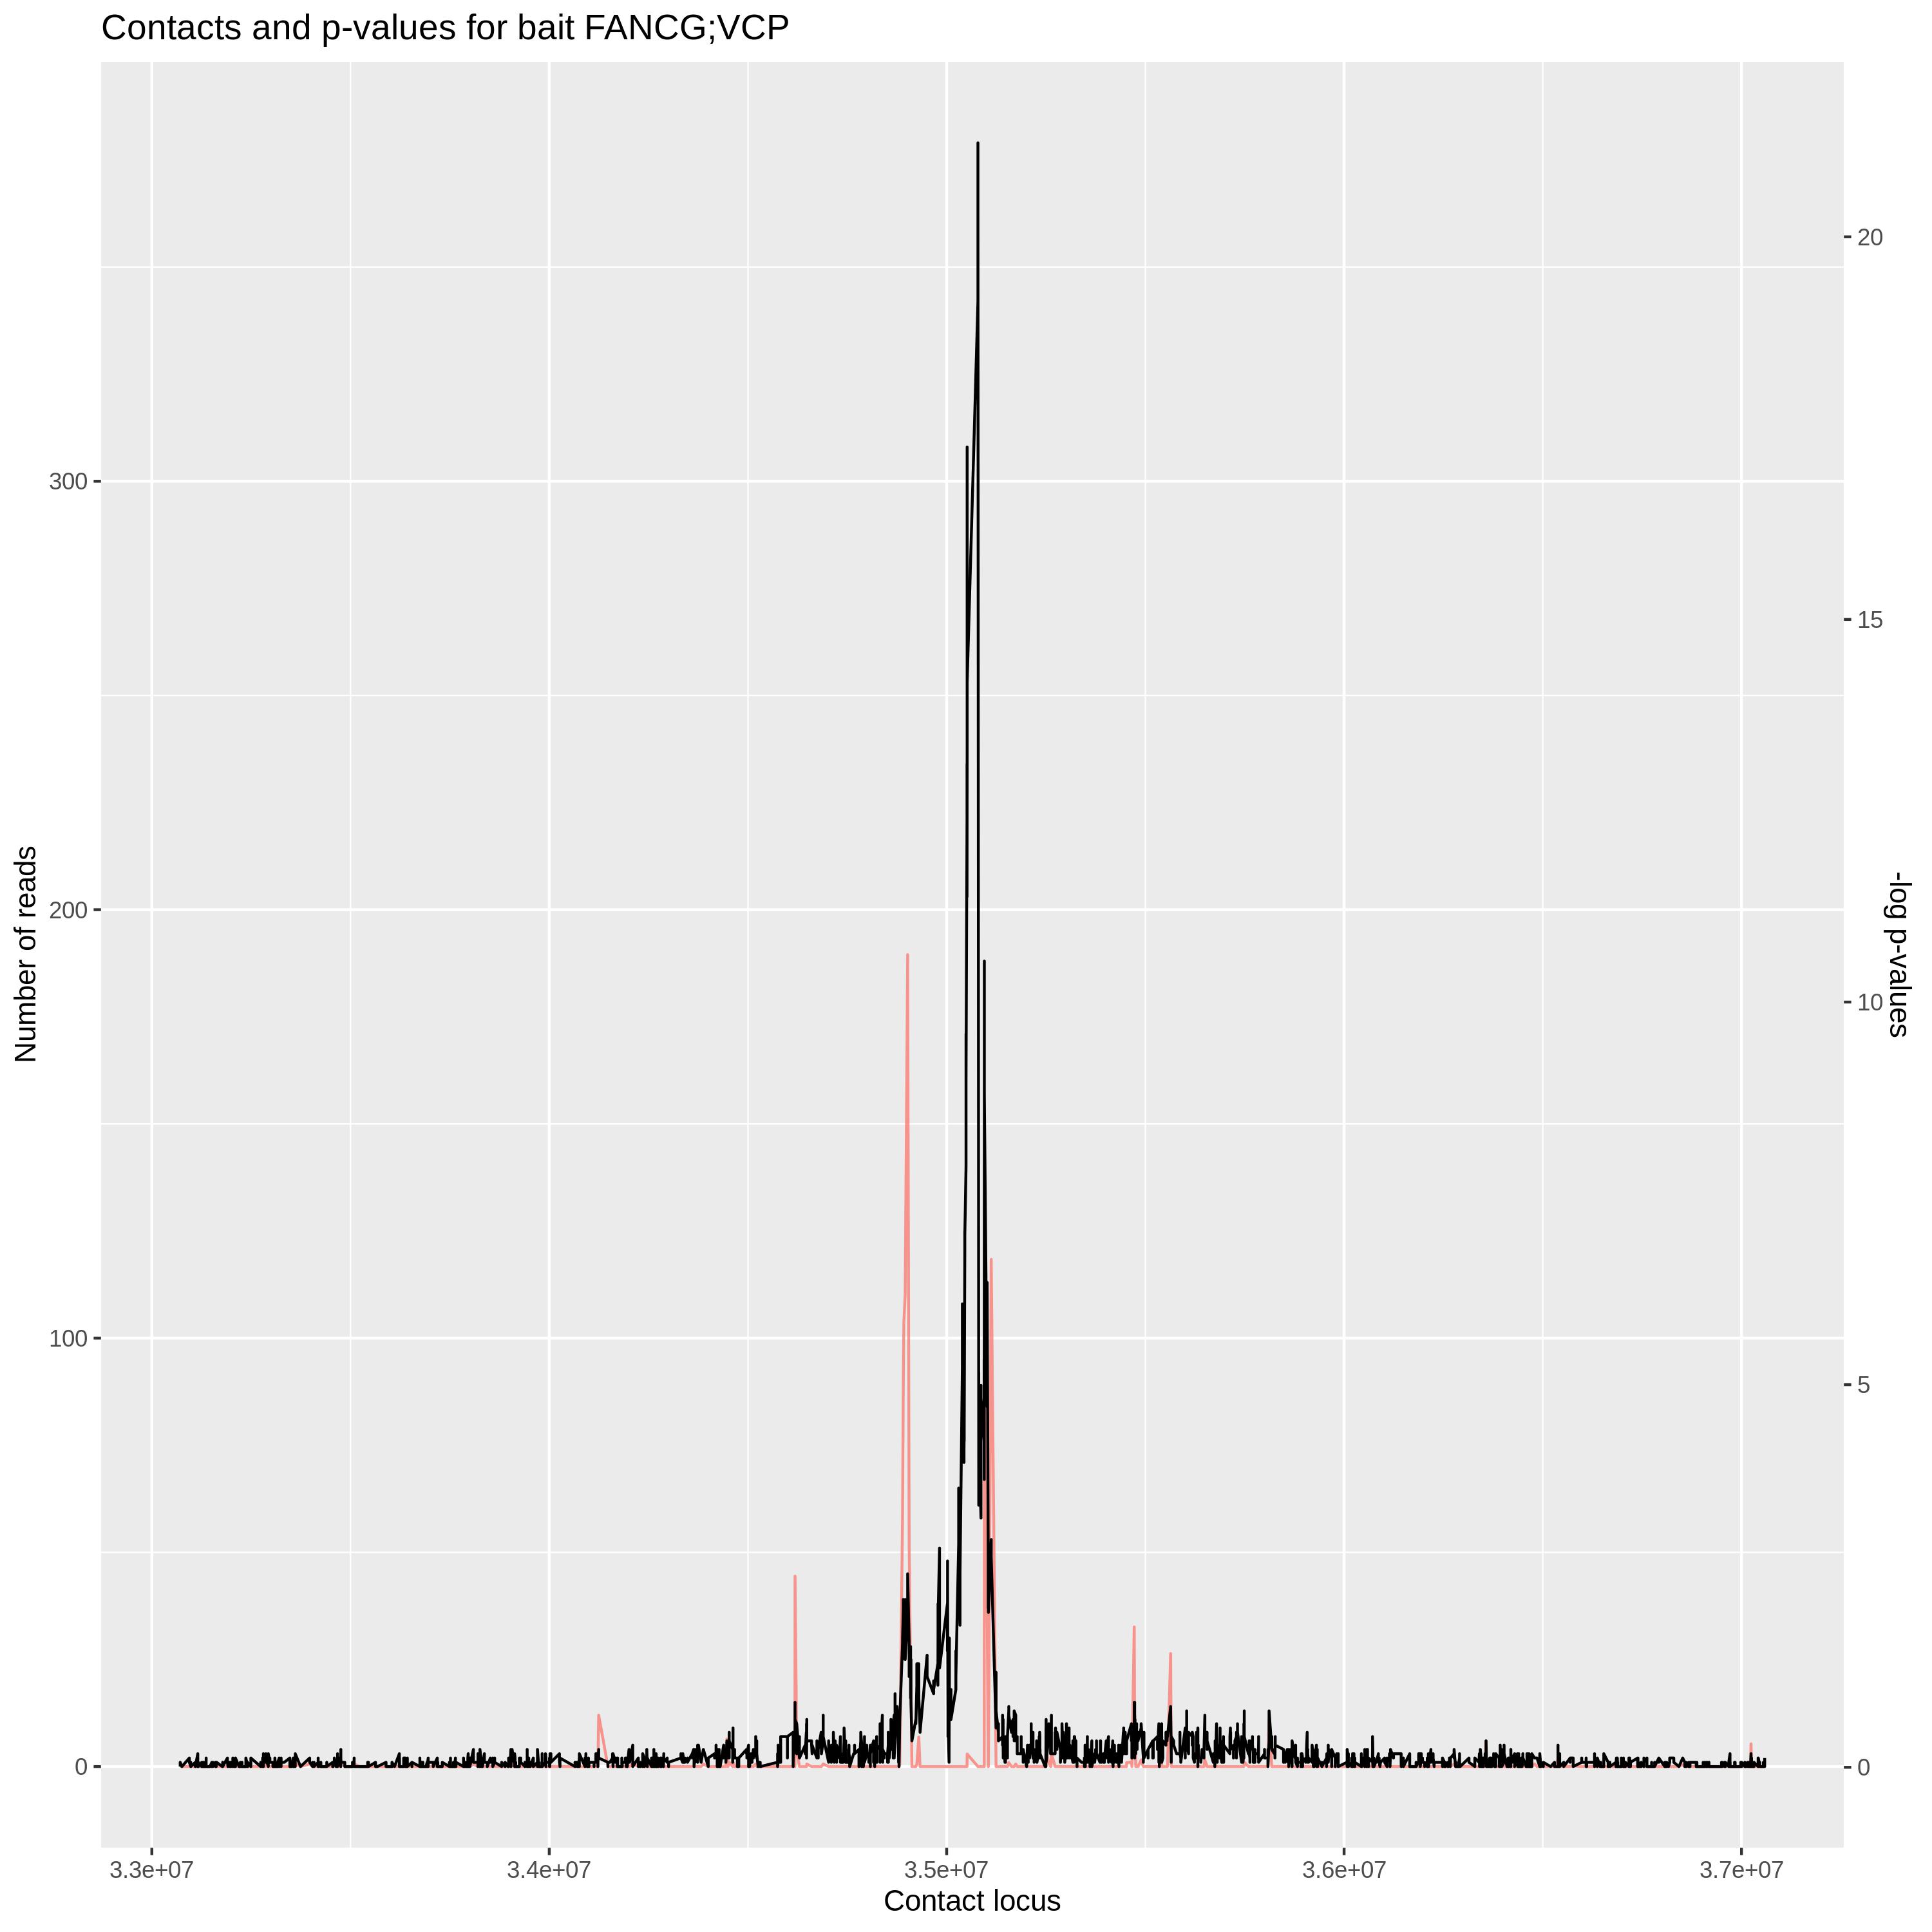 Contacts and p-values for bait FANCG;VCP
Number of reads
300
200
100
0
20
15
10
5
0
-log p-values
3.3e+07
3.4e+07
3.5e+07
3.6e+07
3.7e+07
Contact locus